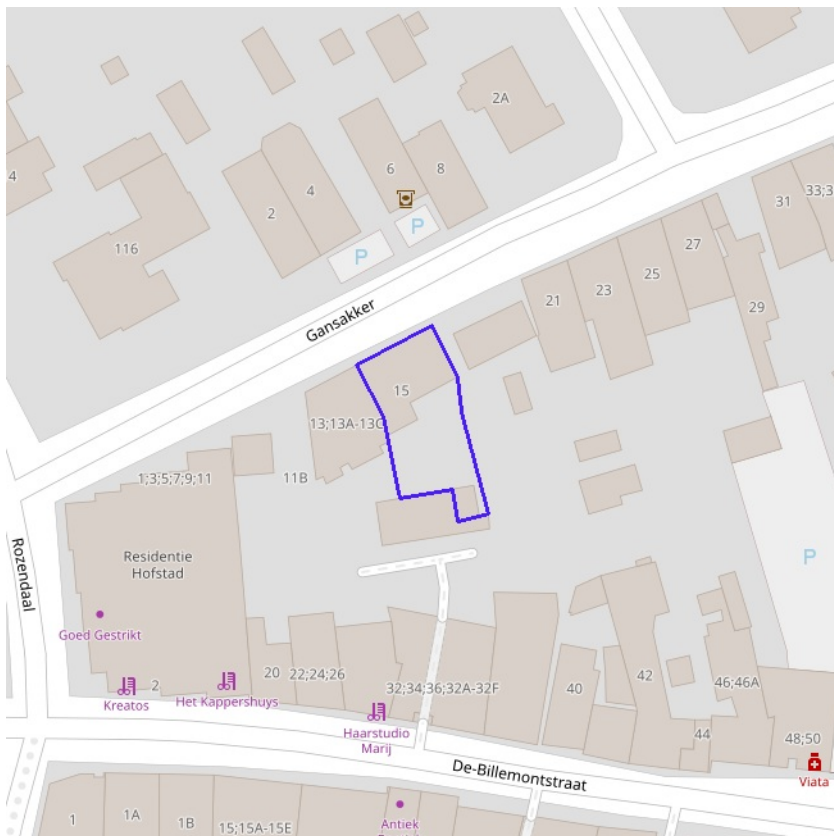 2A
6
8
4
4
2
31
33;3
P
27
116
P
25
23
21
29
Gansakker
15
13;13A-13C
1;3;5;7;9;11
11B
P
Residentie
Hofstad
Rozendaal
Goed Gestrikt
20
22;24;26
42
2
32;34;36;32A-32F
40
46;46A
Kreatos
Het Kappershuys
Haarstudio
Marij
44
48;50
De-Billemontstraat
Viata
1
1A
1B
15;15A-15E
Antiek